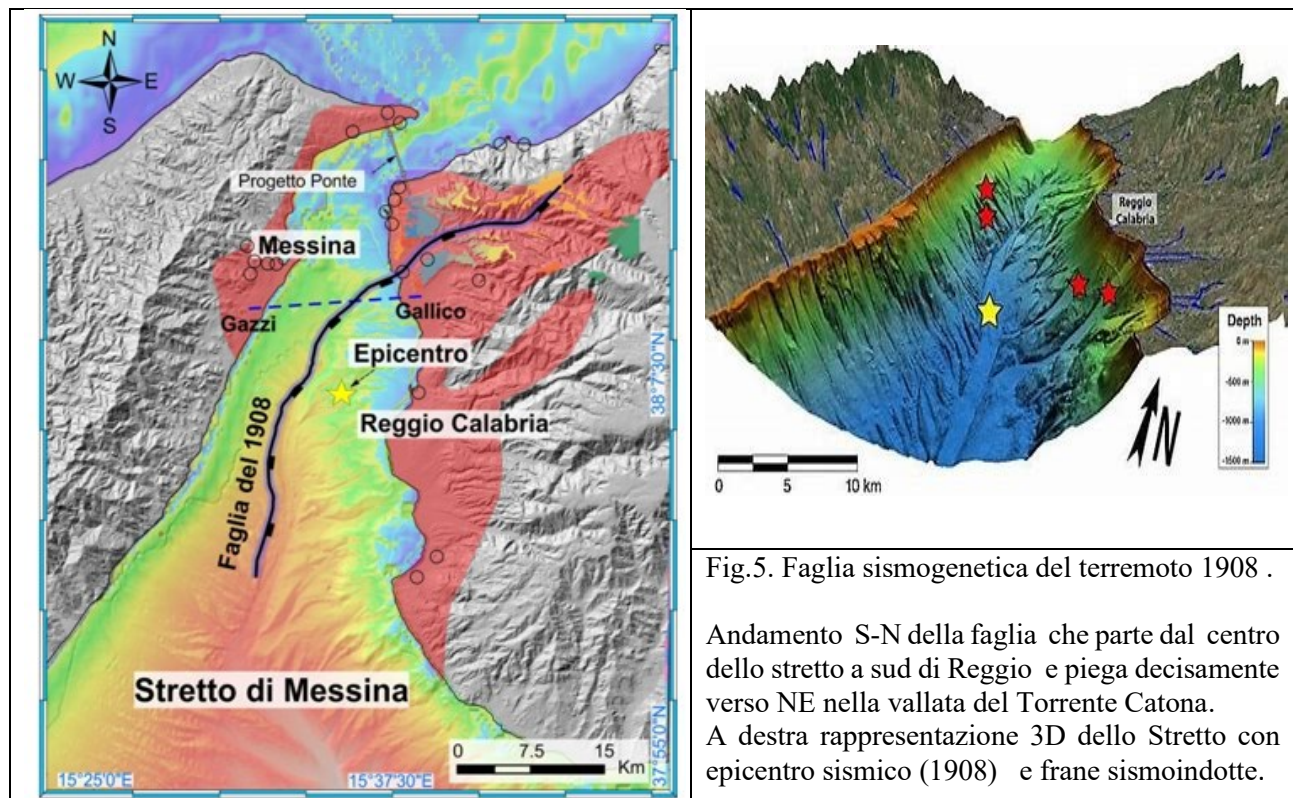 N
W E
S
Progetto Ponte
Messina
Gazzi
Gallico
Epicentro
Faglia del 1908
Reggio Calabria
38°7'30"N
Stretto di Messina
0 7.5 15
Km
15°25'0"E
15°37'30"E
37°55'0"N
Reggio
Calabria
Depth
0 m
-500 m
-1000 m
-1500 m
N
0 5 10 km
Fig.5. Faglia sismogenetica del terremoto 1908 .
Andamento S-N della faglia che parte dal centro
dello stretto a sud di Reggio e piega decisamente
verso NE nella vallata del Torrente Catona.
A destra rappresentazione 3D dello Stretto con
epicentro sismico (1908) e frane sismoindotte.